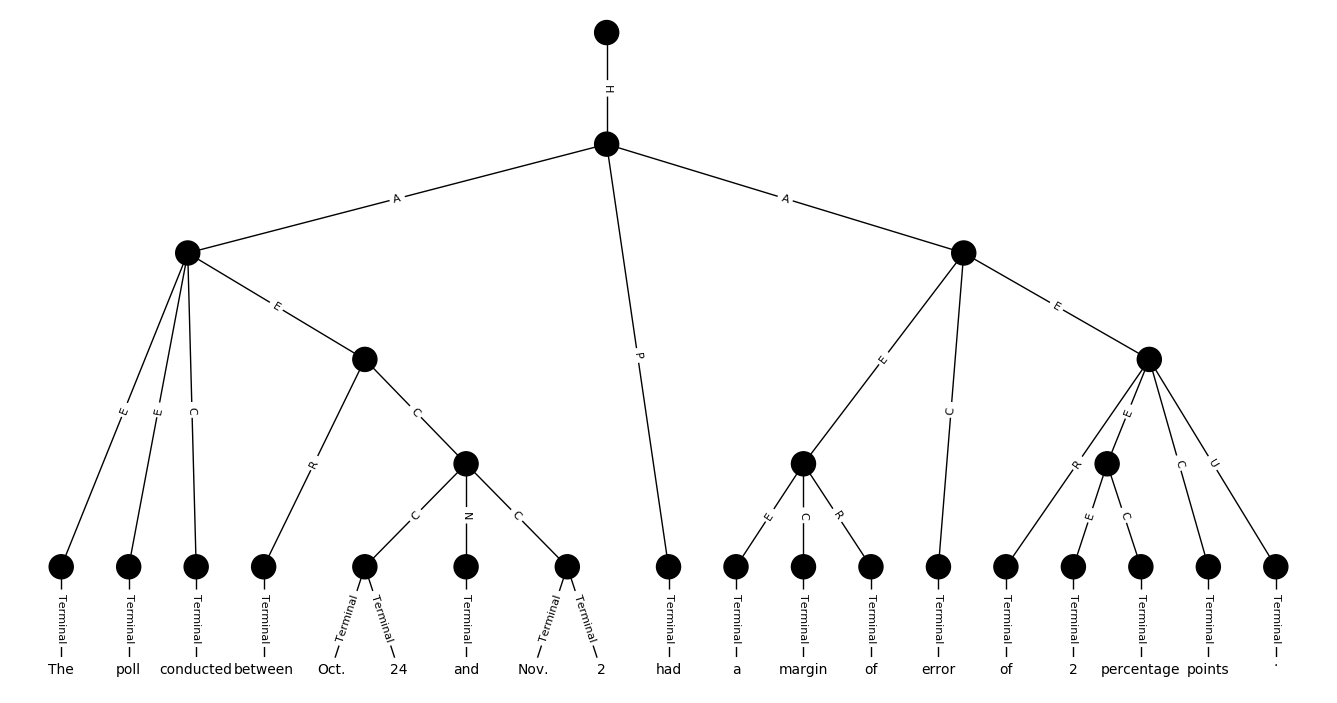 H
A A
E E
E E C P E C
C E
R R C U
C N C E C R E C
Terminal Terminal Terminal Terminal Terminal Terminal Terminal Terminal Terminal Terminal Terminal Terminal Terminal Terminal Terminal Terminal Terminal Terminal Terminal
The poll conducted between Oct. 24 and Nov. 2 had a margin of error of 2 percentage points .